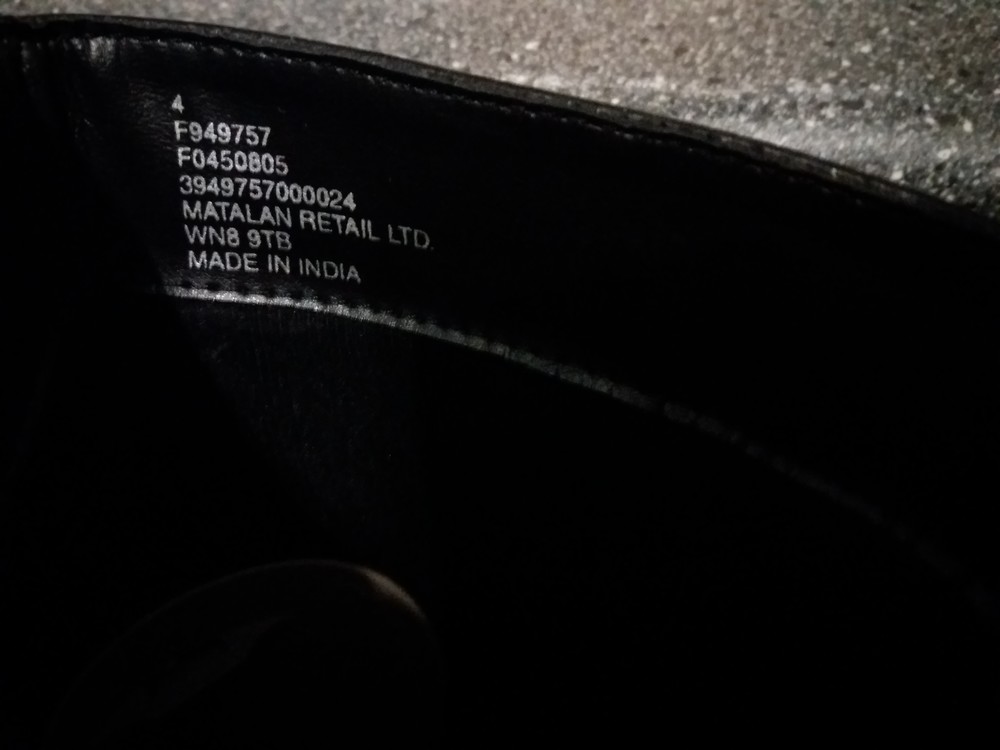 4
F949757
F0450805
3949757000024
MATALAN RETAIL LTD.
WN8 9TB
MADE IN INDIA